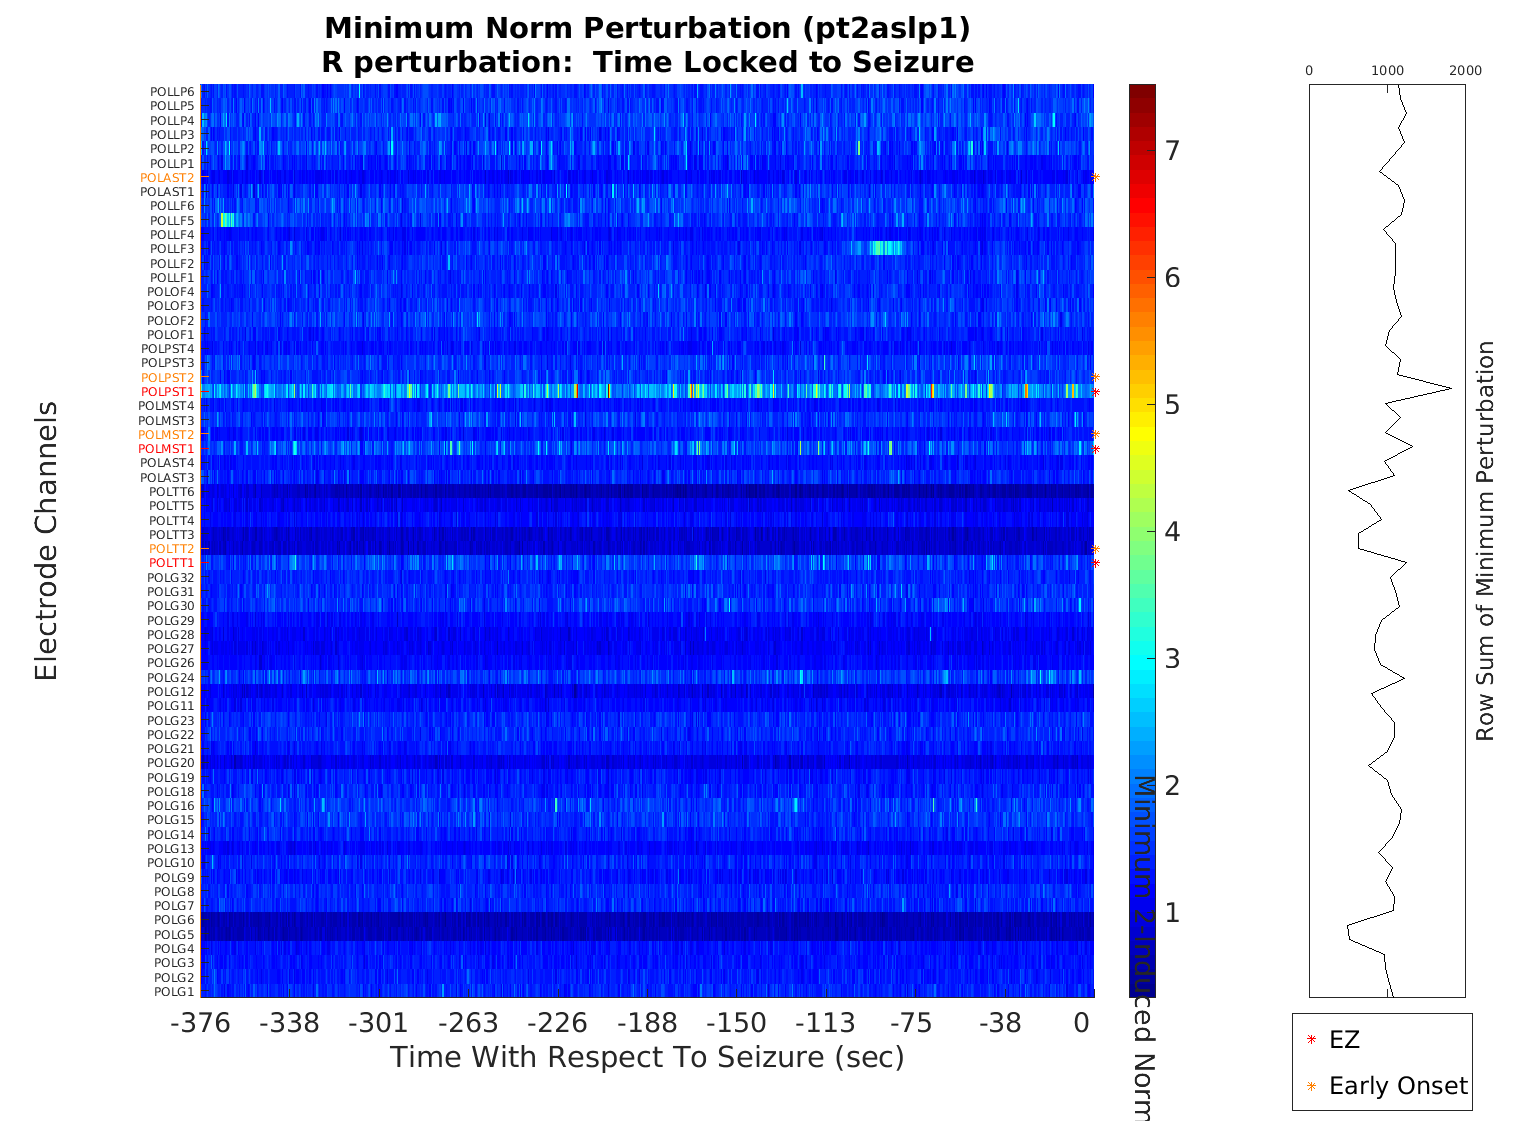 Minimum Norm Perturbation (pt2aslp1)
R perturbation:  Time Locked to Seizure
Electrode Channels
POLLP6
POLLP5
POLLP4
POLLP3
POLLP2
POLLP1
POLAST2
POLAST1
POLLF6
POLLF5
POLLF4
POLLF3
POLLF2
POLLF1
POLOF4
POLOF3
POLOF2
POLOF1
POLPST4
POLPST3
POLPST2
POLPST1
POLMST4
POLMST3
POLMST2
POLMST1
POLAST4
POLAST3
POLTT6
POLTT5
POLTT4
POLTT3
POLTT2
POLTT1
POLG32
POLG31
POLG30
POLG29
POLG28
POLG27
POLG26
POLG24
POLG12
POLG11
POLG23
POLG22
POLG21
POLG20
POLG19
POLG18
POLG16
POLG15
POLG14
POLG13
POLG10
POLG9
POLG8
POLG7
POLG6
POLG5
POLG4
POLG3
POLG2
POLG1
-376 -338 -301 -263 -226 -188 -150 -113 -75 -38 0
Time With Respect To Seizure (sec)
7
6
5
4
3
2
1
Minimum 2-Induced Norm
0 1000 2000
Row Sum of Minimum Perturbation
EZ
Early Onset